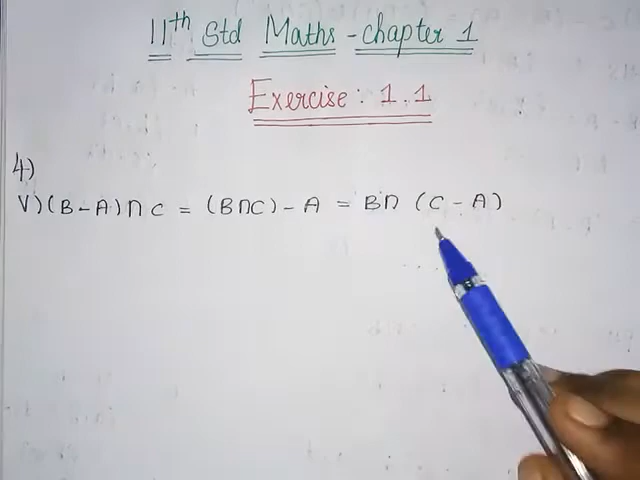 11th Std Maths - chapter 1
Exercise : 1.1
4)
V) (B - A) ∩ C = (B∩C) - A = B∩ (C - A)